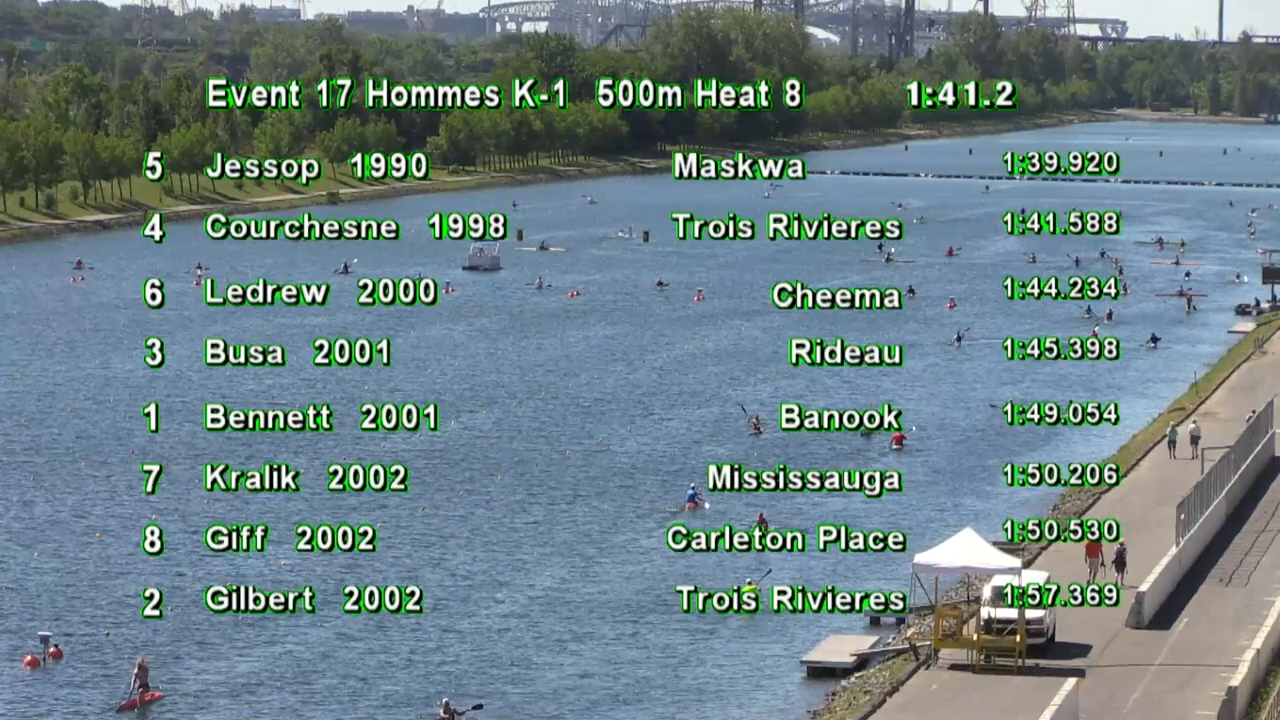 Event 17 Hommes K-1 500m Heat 8 1:41.2
5 Jessop 1990 Maskwa 1:39.920
4 Courchesne 1998 Trois Rivieres 1:41.588
6 Ledrew 2000 Cheema 1:44.234
3 Busa 2001 Rideau 1:45.398
1 Bennett 2001 Banook 1:49.054
7 Kralik 2002 Mississauga 1:50.206
8 Giff 2002 Carleton Place 1:50.530
2 Gilbert 2002 Trois Rivieres 1:57.369